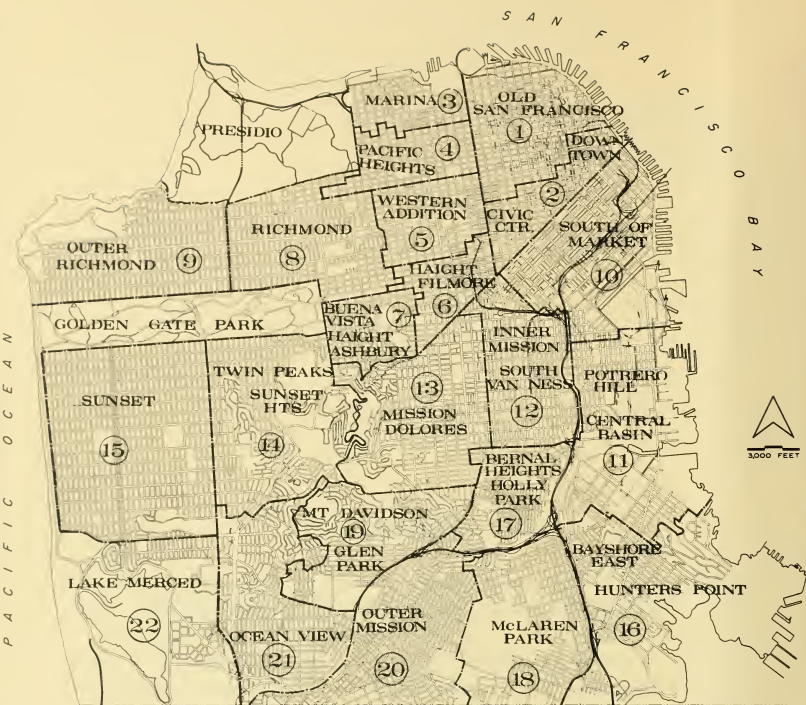 SAN FRANCISCO BAY
MARINA 3
OLD
SAN FRANCISCO
1
PRESIDIO
4
PACIFIC
HEIGHTS
DOWN
TOWN
2
WESTERN
ADDITION
5
CIVIC
CTR.
RICHMOND
8
SOUTH OF
MARKET
10
OUTER
RICHMOND 9
HAIGHT
FILMORE
6
BUENA
VISTA
7
HAIGHT
ASHBURY
GOLDEN GATE PARK
INNER
MISSION
SOUTH
VAN NESS
12
TWIN PEAKS
SUNSET
HTS.
14
13
MISSION
DOLORES
POTRERO
HILL
CENTRAL
BASIN
11
SUNSET
15
PACIFIC OCEAN
3,000 FEET
BERNAL
HEIGHTS
HOLLY
PARK
17
MT DAVIDSON
19
GLEN
PARK
BAYSHORE
EAST
HUNTERS POINT
16
LAKE MERCED
22
OUTER
MISSION
20
OCEAN VIEW
21
McLAREN
PARK
18